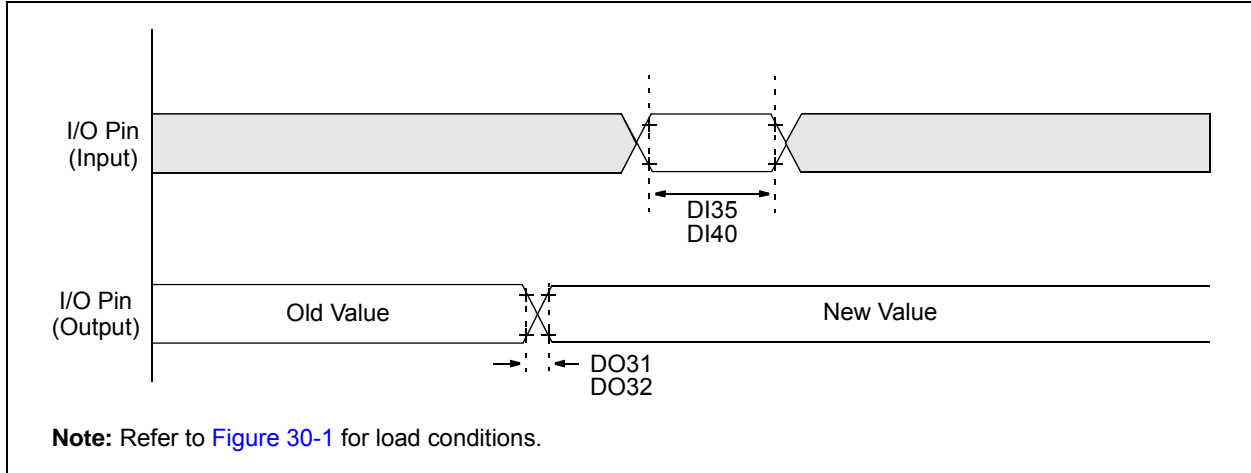 I/O Pin
(Input)
DI35
DI40
I/O Pin
(Output)
Old Value
New Value
DO31
DO32
Note: Refer to Figure 30-1 for load conditions.